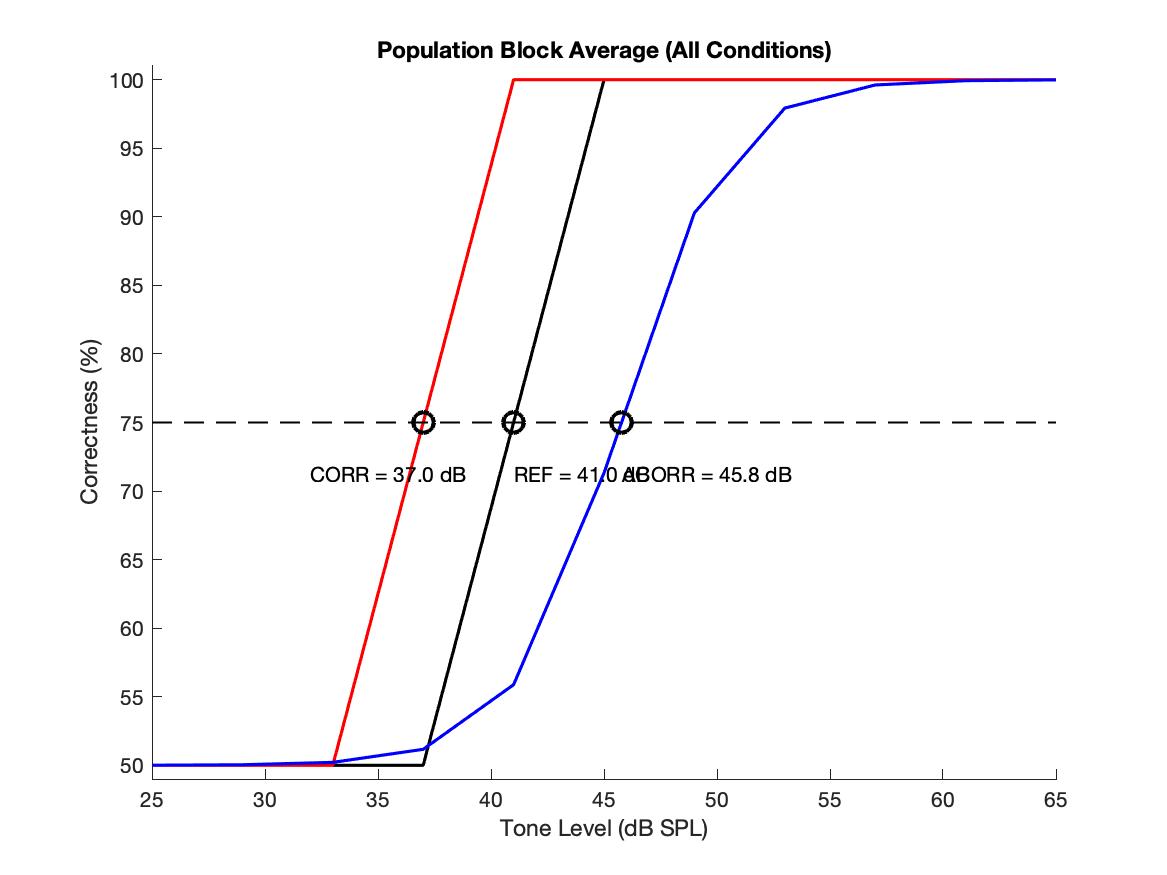 Population Block Average (All Conditions)
Correctness (%)
100
95
90
85
80
75
70
65
60
55
50
CORR = 37.0 dB
REF = 41.0 dB
ACORR = 45.8 dB
25 30 35 40 45 50 55 60 65
Tone Level (dB SPL)